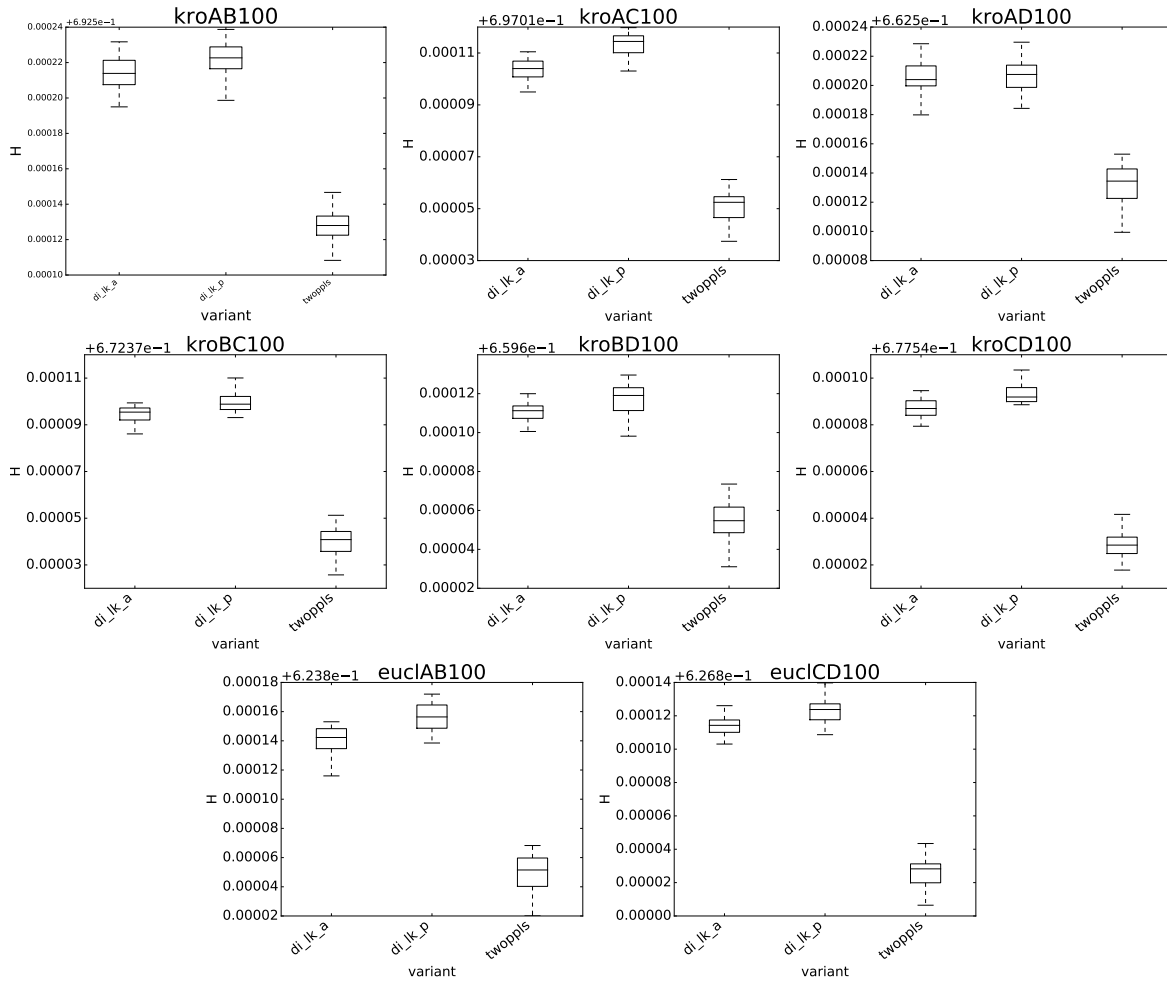 kroAB100
+6.925e−1
0.00024
0.00022
0.00020
0.00018
0.00016
0.00014
0.00012
0.00010
H
di_lk_a
di_lk_p
twoppls
variant
kroAC100
+6.9701e−1
0.00011
0.00009
0.00007
0.00005
0.00003
H
di_lk_a
di_lk_p
twoppls
variant
kroAD100
+6.625e−1
0.00024
0.00022
0.00020
0.00018
0.00016
0.00014
0.00012
0.00010
0.00008
H
di_lk_a
di_lk_p
twoppls
variant
kroBC100
+6.7237e−1
0.00011
0.00009
0.00007
0.00005
0.00003
H
di_lk_a
di_lk_p
twoppls
variant
kroBD100
+6.596e−1
0.00012
0.00010
0.00008
0.00006
0.00004
0.00002
H
di_lk_a
di_lk_p
twoppls
variant
kroCD100
+6.7754e−1
0.00010
0.00008
0.00006
0.00004
0.00002
H
di_lk_a
di_lk_p
twoppls
variant
euclAB100
+6.238e−1
0.00018
0.00016
0.00014
0.00012
0.00010
0.00008
0.00006
0.00004
0.00002
H
di_lk_a
di_lk_p
twoppls
variant
euclCD100
+6.268e−1
0.00014
0.00012
0.00010
0.00008
0.00006
0.00004
0.00002
0.00000
H
di_lk_a
di_lk_p
twoppls
variant